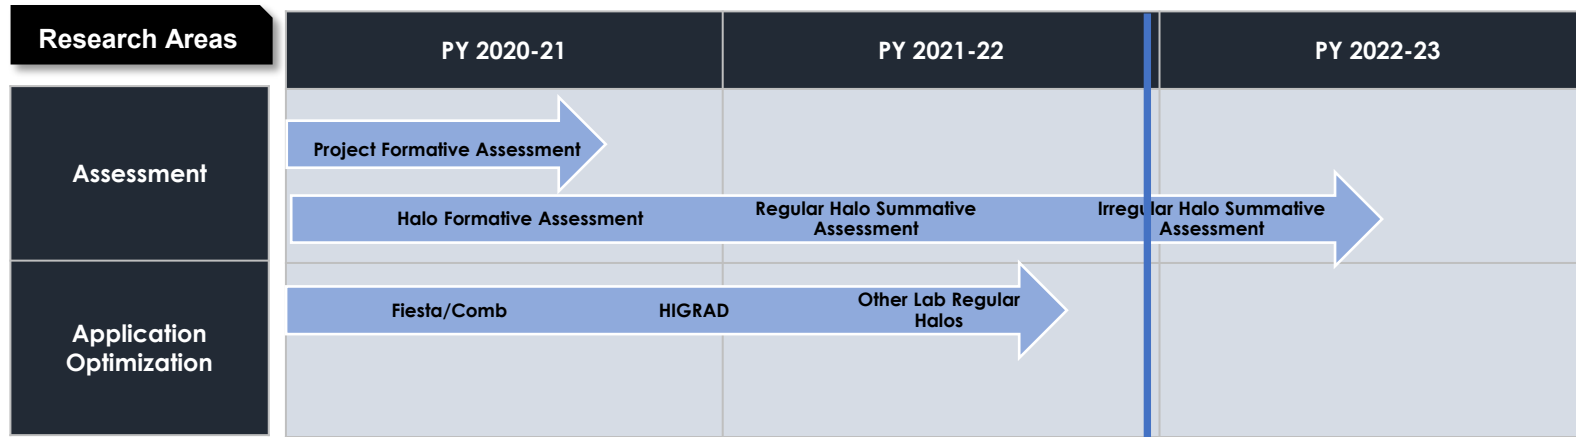 Research Areas
PY 2020-21
PY 2021-22
PY 2022-23
Assessment
Project Formative Assessment
Halo Formative Assessment
Regular Halo Summative
Assessment
Irregular Halo Summative
Assessment
Application
Optimization
Fiesta/Comb
HIGRAD
Other Lab Regular
Halos